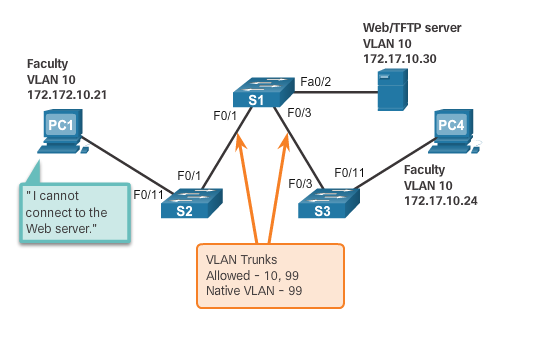 Web/TFTP server
VLAN 10
172.17.10.30
Faculty
VLAN 10
172.172.10.21
Fa0/2
S1
PC1
F0/1
F0/3
PC4
F0/1
F0/11
S2
F0/3
F0/11
S3
Faculty
VLAN 10
172.17.10.24
" I cannot
connect to the
Web server."
VLAN Trunks
Allowed - 10, 99
Native VLAN - 99